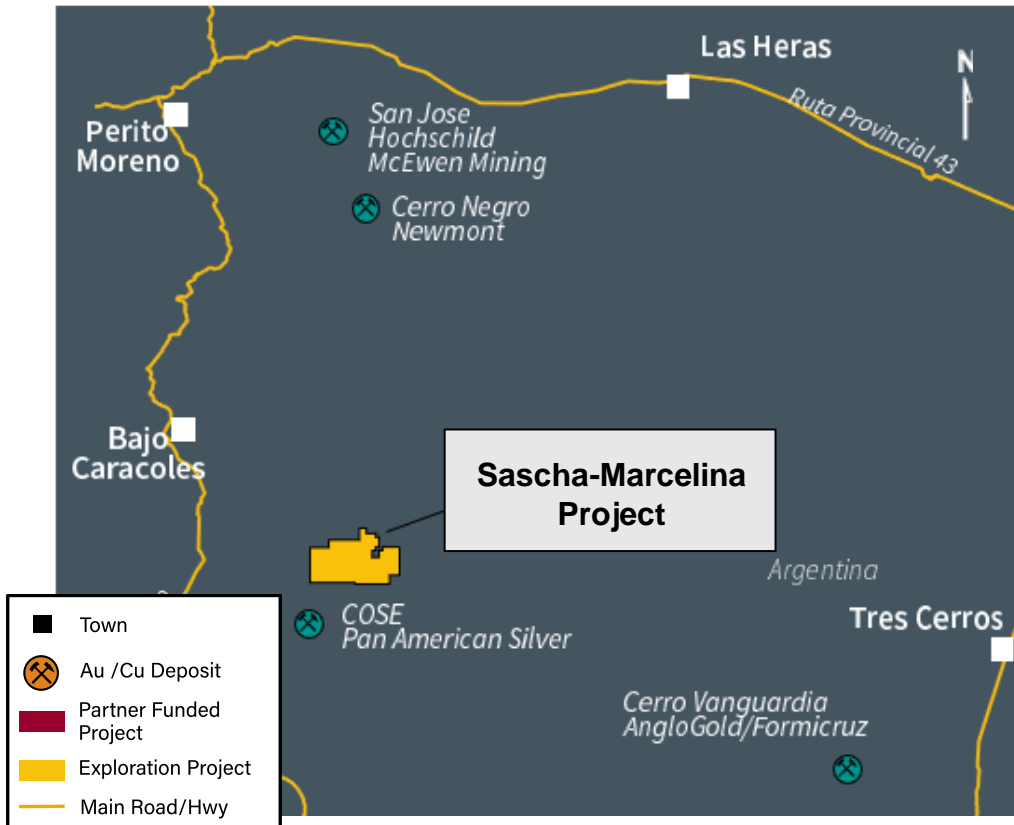 Las Heras
N
Ruta Provincial 43
Perito
Moreno
San Jose
Hochschild
McEwen Mining
Cerro Negro
Newmont
Bajo
Caracoles
Sascha-Marcelina
Project
Argentina
COSE
Pan American Silver
Tres Cerros
Cerro Vanguardia
AngloGold/Formicruz
Town
Au /Cu Deposit
Partner Funded
Project
Exploration Project
Main Road/Hwy